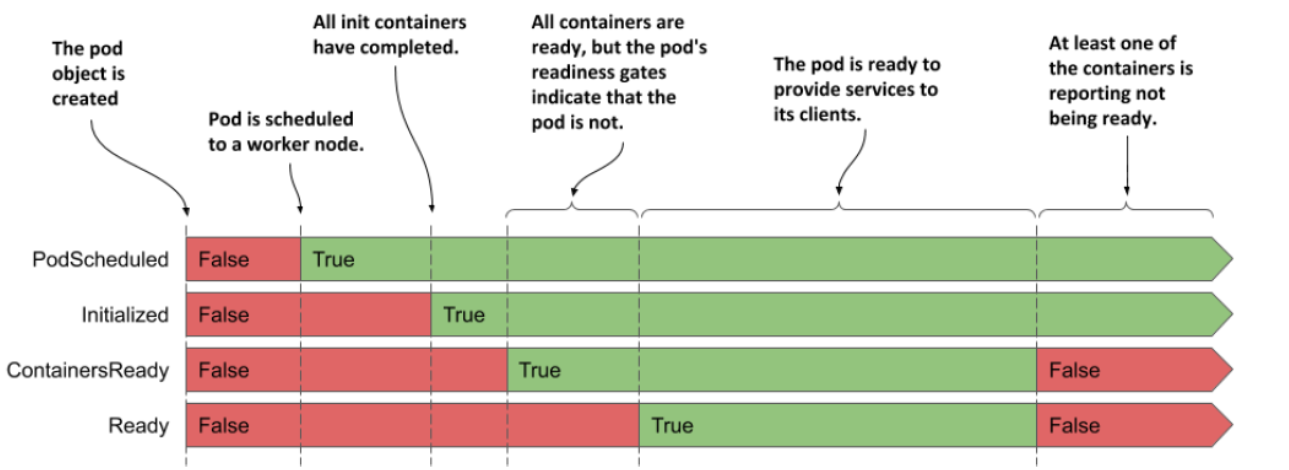 The pod
object is
created
Pod is scheduled
to a worker node.
All init containers
have completed.
All containers are
ready, but the pod's
readiness gates
indicate that the
pod is not.
The pod is ready to
provide services to
its clients.
At least one of
the containers is
reporting not
being ready.
PodScheduled False True
Initialized False True
ContainersReady False True False
Ready False True False